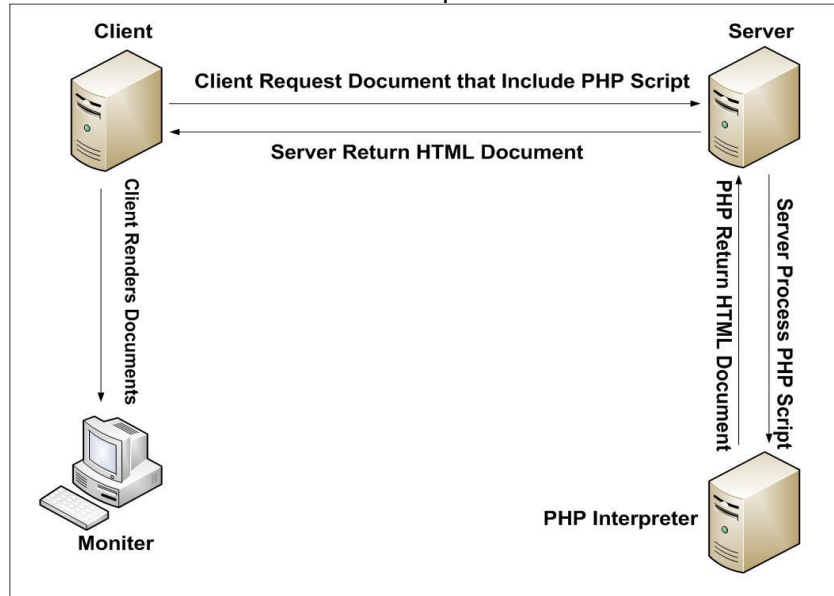 Client
Server
Client Request Document that Include PHP Script
Server Return HTML Document
Client Renders Documents
PHP Return HTML Document
Server Process PHP Script
PHP Interpreter
Moniter